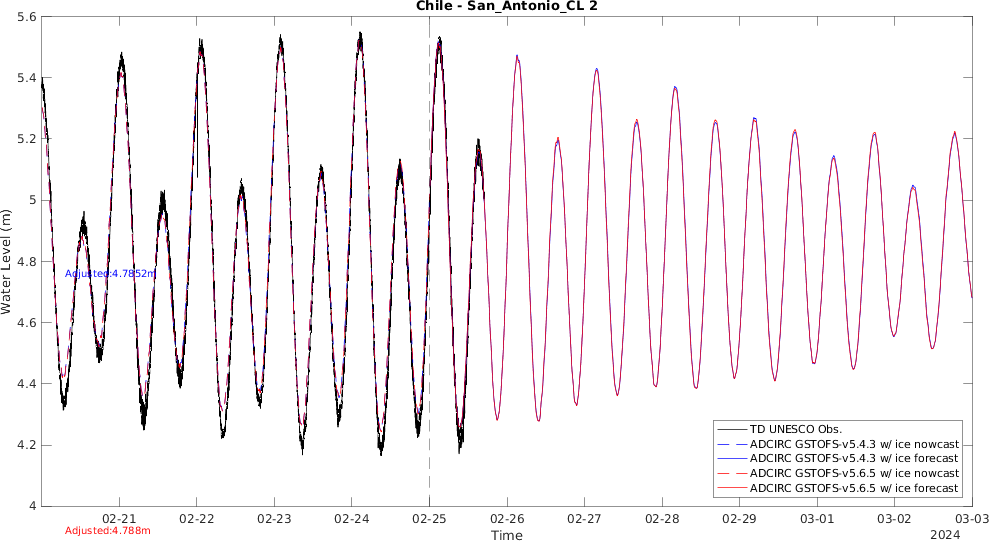 Chile - San_Antonio_CL 2
5.6
5.4
5.2
5
4.8
4.6
4.4
4.2
4
Water Level (m)
Adjusted:4.7852m
TD UNESCO Obs.
ADCIRC GSTOFS-v5.4.3 w/ ice nowcast
ADCIRC GSTOFS-v5.4.3 w/ ice forecast
ADCIRC GSTOFS-v5.6.5 w/ ice nowcast
ADCIRC GSTOFS-v5.6.5 w/ ice forecast
02-21 02-22 02-23 02-24 02-25 02-26 02-27 02-28 02-29 03-01 03-02 03-03
Adjusted:4.788m
Time
2024